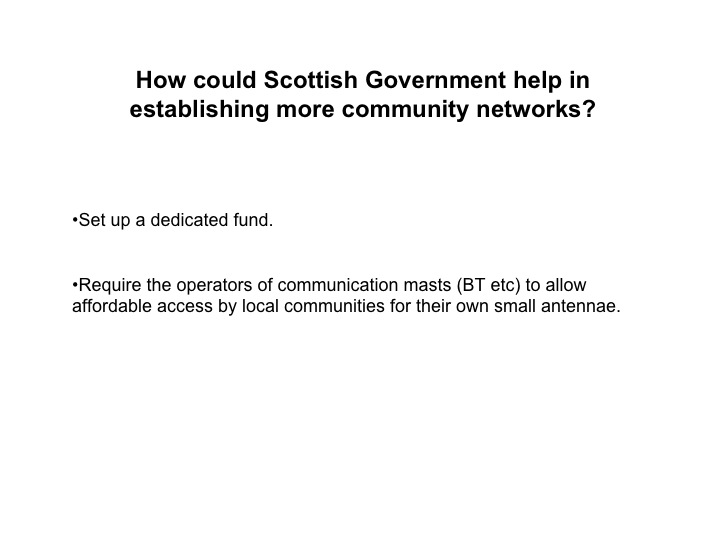 How could Scottish Government help in
establishing more community networks?
•Set up a dedicated fund.
•Require the operators of communication masts (BT etc) to allow
affordable access by local communities for their own small antennae.